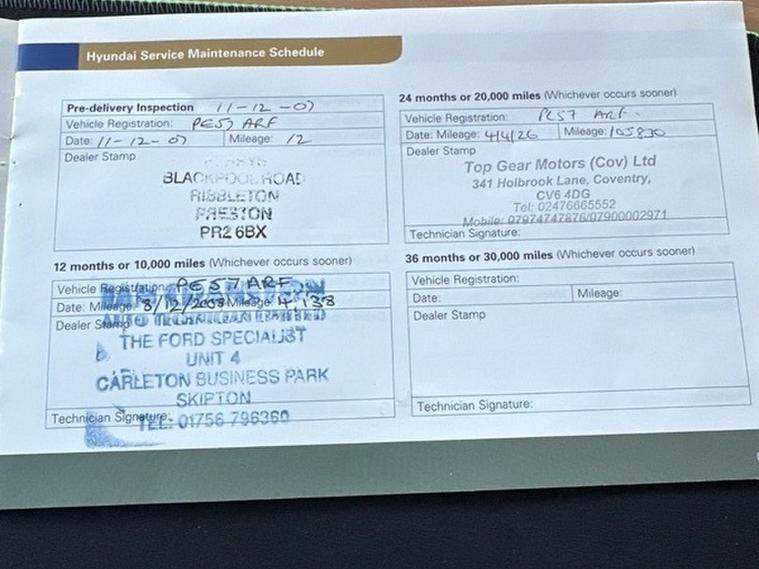 Hyundai Service Maintenance Schedule
Pre-delivery Inspection 11-12-07
Vehicle Registration: PE57 ARF
Date: 11-12-07 Mileage: 12
Dealer Stamp
BLACKPOOL ROAD
RIBBLETON
PRESTON
PR2 6BX
12 months or 10,000 miles (Whichever occurs sooner)
Vehicle Registration: PE57 ARF
Date: Mileage: 8/12/2008 Mileage: 4138
Dealer Stamp
AUTO TECHNICIAN LIMITED
THE FORD SPECIALIST
UNIT 4
CARLETON BUSINESS PARK
SKIPTON
Technician Signature:
TEL: 01756 796360
24 months or 20,000 miles (Whichever occurs sooner)
Vehicle Registration: PE57 ARF.
Date: Mileage: 4/4/26 Mileage: 105830
Dealer Stamp
Top Gear Motors (Cov) Ltd
341 Holbrook Lane, Coventry,
CV6 4DG
Tel: 02476665552
Mobile: 07974747876/07900002971
Technician Signature:
36 months or 30,000 miles (Whichever occurs sooner)
Vehicle Registration:
Date: Mileage:
Dealer Stamp
Technician Signature: